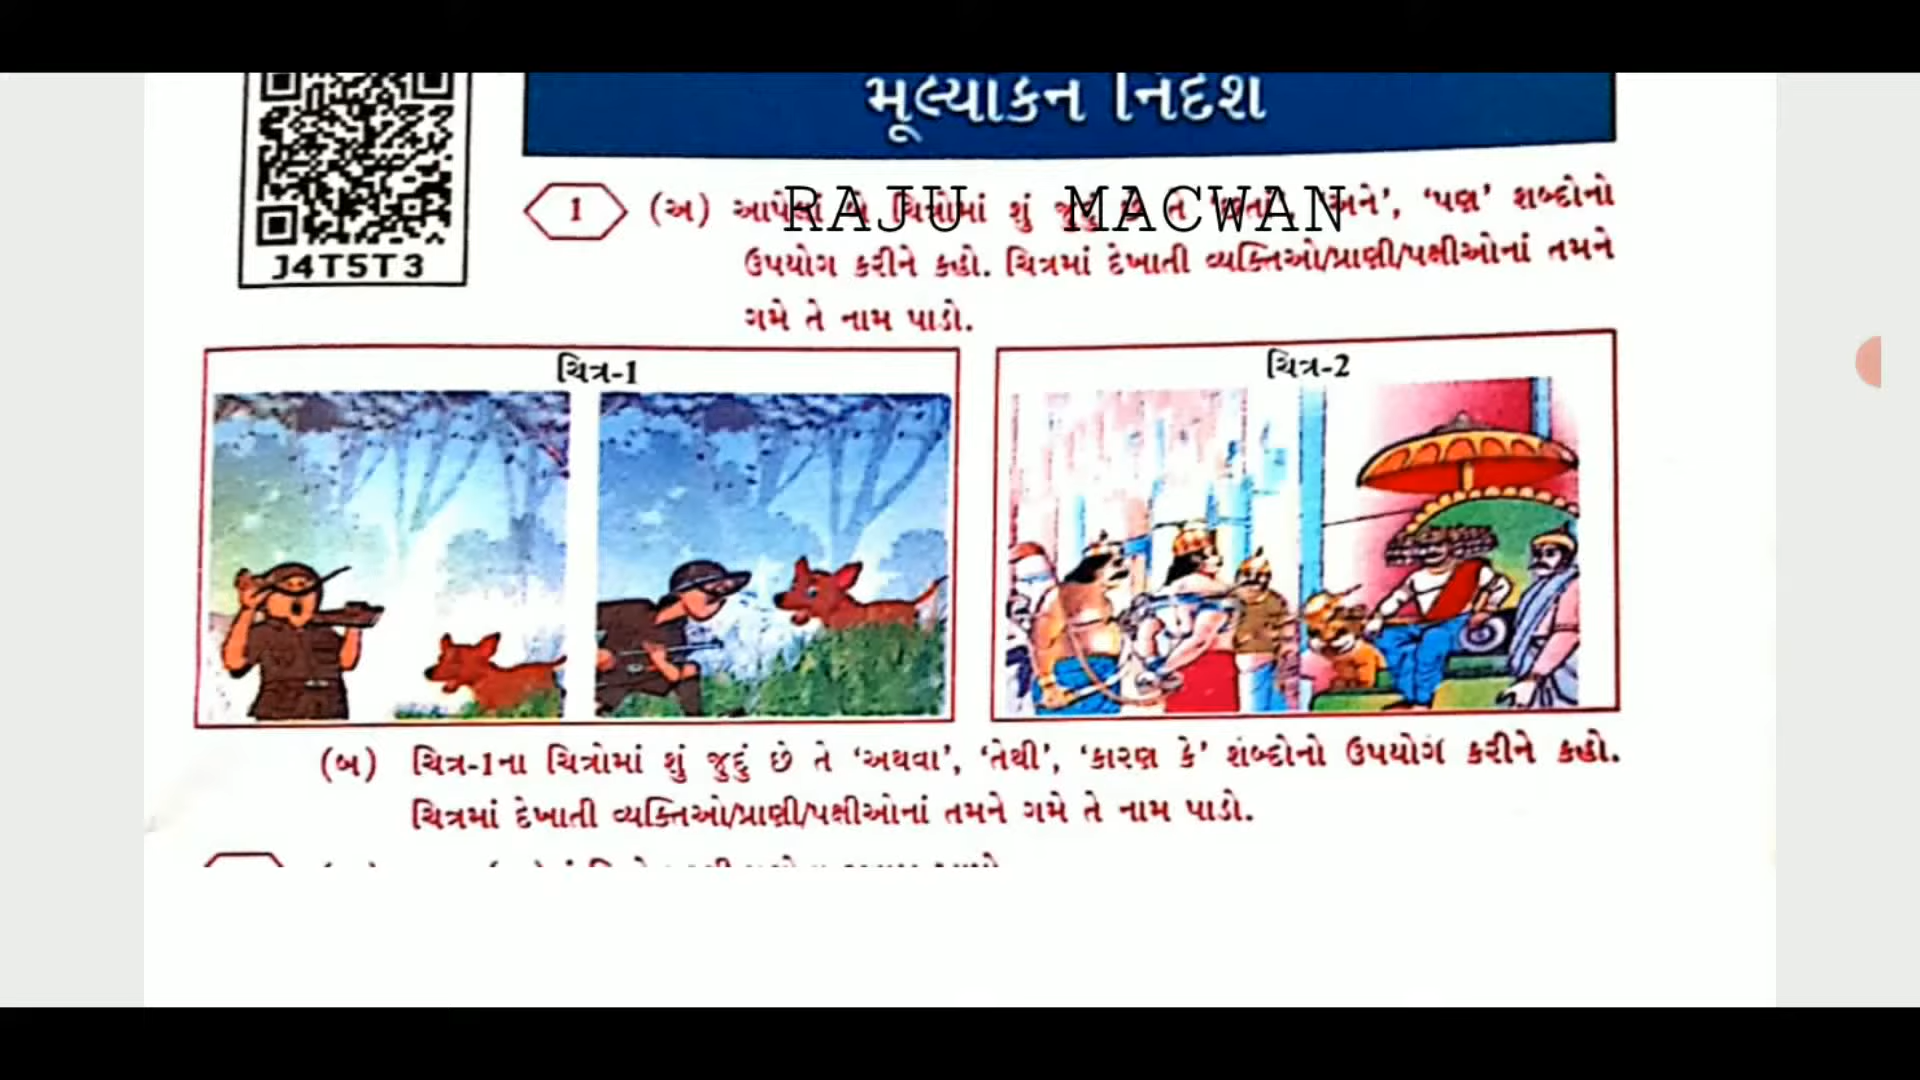 મૂલ્યાંકન નિર્દેશ
J4T5T3
RAJU MACWAN
1 (અ) આપેલાં બે ચિત્રોમાં શું જુદું છે તે 'અને', 'પણ' શબ્દોનો
ઉપયોગ કરીને કહો. ચિત્રમાં દેખાતી વ્યક્તિઓ/પ્રાણી/પક્ષીઓનાં તમને
ગમે તે નામ પાડો.
ચિત્ર-1
ચિત્ર-2
(બ) ચિત્ર-1ના ચિત્રોમાં શું જુદું છે તે 'અથવા', 'તેથી', 'કારણ કે' શબ્દોનો ઉપયોગ કરીને કહો.
ચિત્રમાં દેખાતી વ્યક્તિઓ/પ્રાણી/પક્ષીઓનાં તમને ગમે તે નામ પાડો.